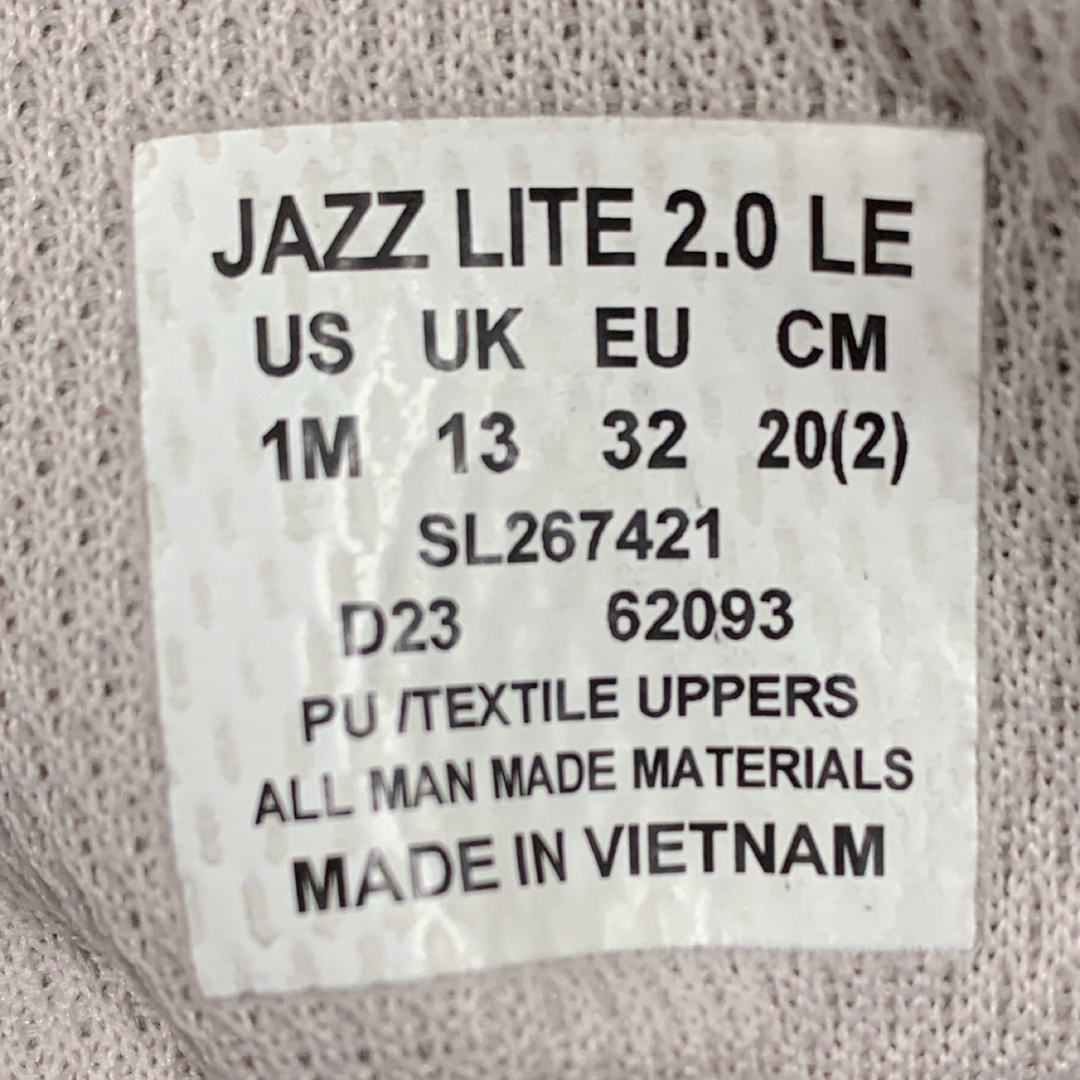 JAZZ LITE 2.0 LE
US UK EU CM
1M 13 32 20(2)
SL267421
D23 62093
PU /TEXTILE UPPERS
ALL MAN MADE MATERIALS
MADE IN VIETNAM